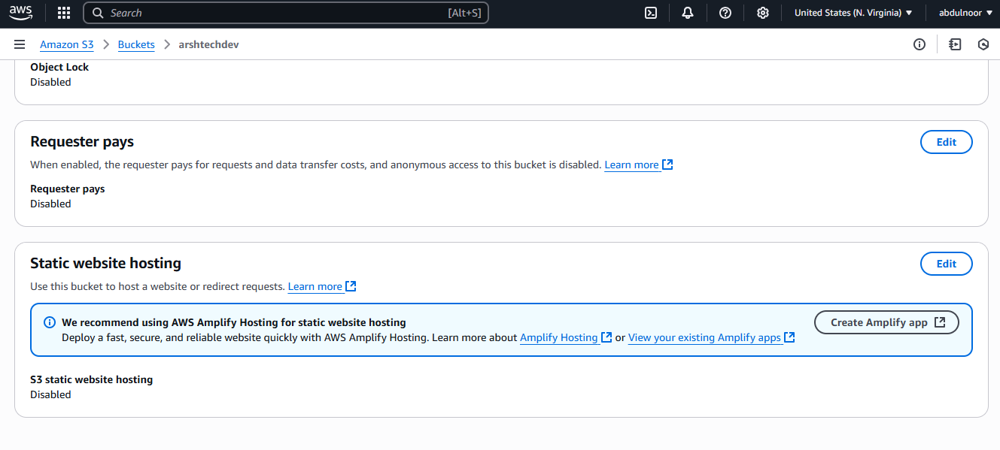 aws
Search [Alt+S]
United States (N. Virginia) ▼
abdulnoor ▼
Amazon S3 > Buckets > arshtechdev
Object Lock
Disabled
Requester pays
Edit
When enabled, the requester pays for requests and data transfer costs, and anonymous access to this bucket is disabled. Learn more
Requester pays
Disabled
Static website hosting
Edit
Use this bucket to host a website or redirect requests. Learn more
We recommend using AWS Amplify Hosting for static website hosting
Create Amplify app
Deploy a fast, secure, and reliable website quickly with AWS Amplify Hosting. Learn more about Amplify Hosting or View your existing Amplify apps
S3 static website hosting
Disabled